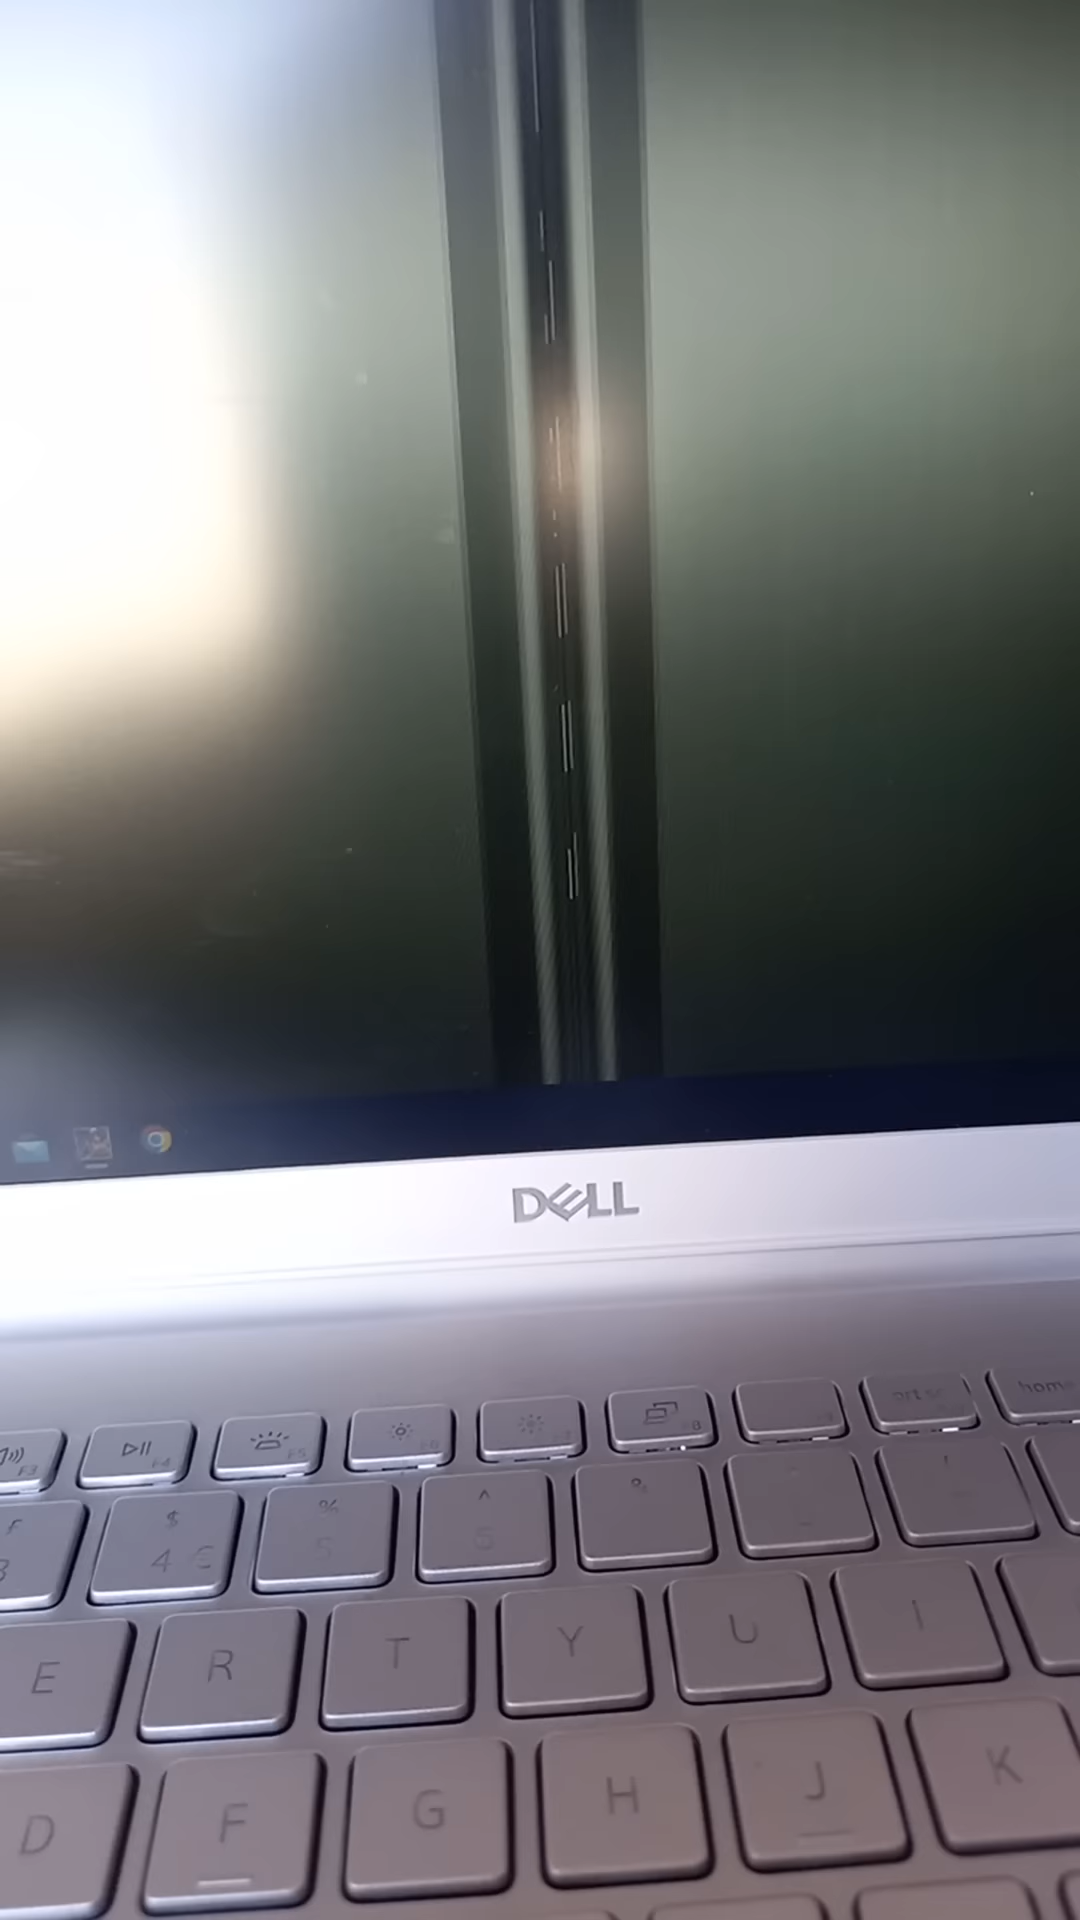 DELL
F3 F4 F5 F8
prt sc home
$ % ^
4 € 5 6
E R T Y U I
D F G H J K